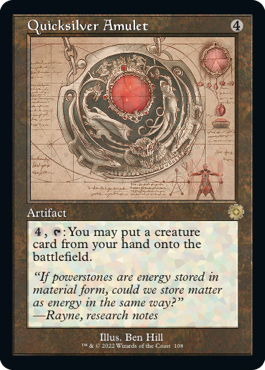 Quicksilver Amulet 4
Artifact
4, T: You may put a creature
card from your hand onto the
battlefield.
“If powerstones are energy stored in
material form, could we store matter
as energy in the same way?”
—Rayne, research notes
Illus. Ben Hill
™ & © 2022 Wizards of the Coast 108